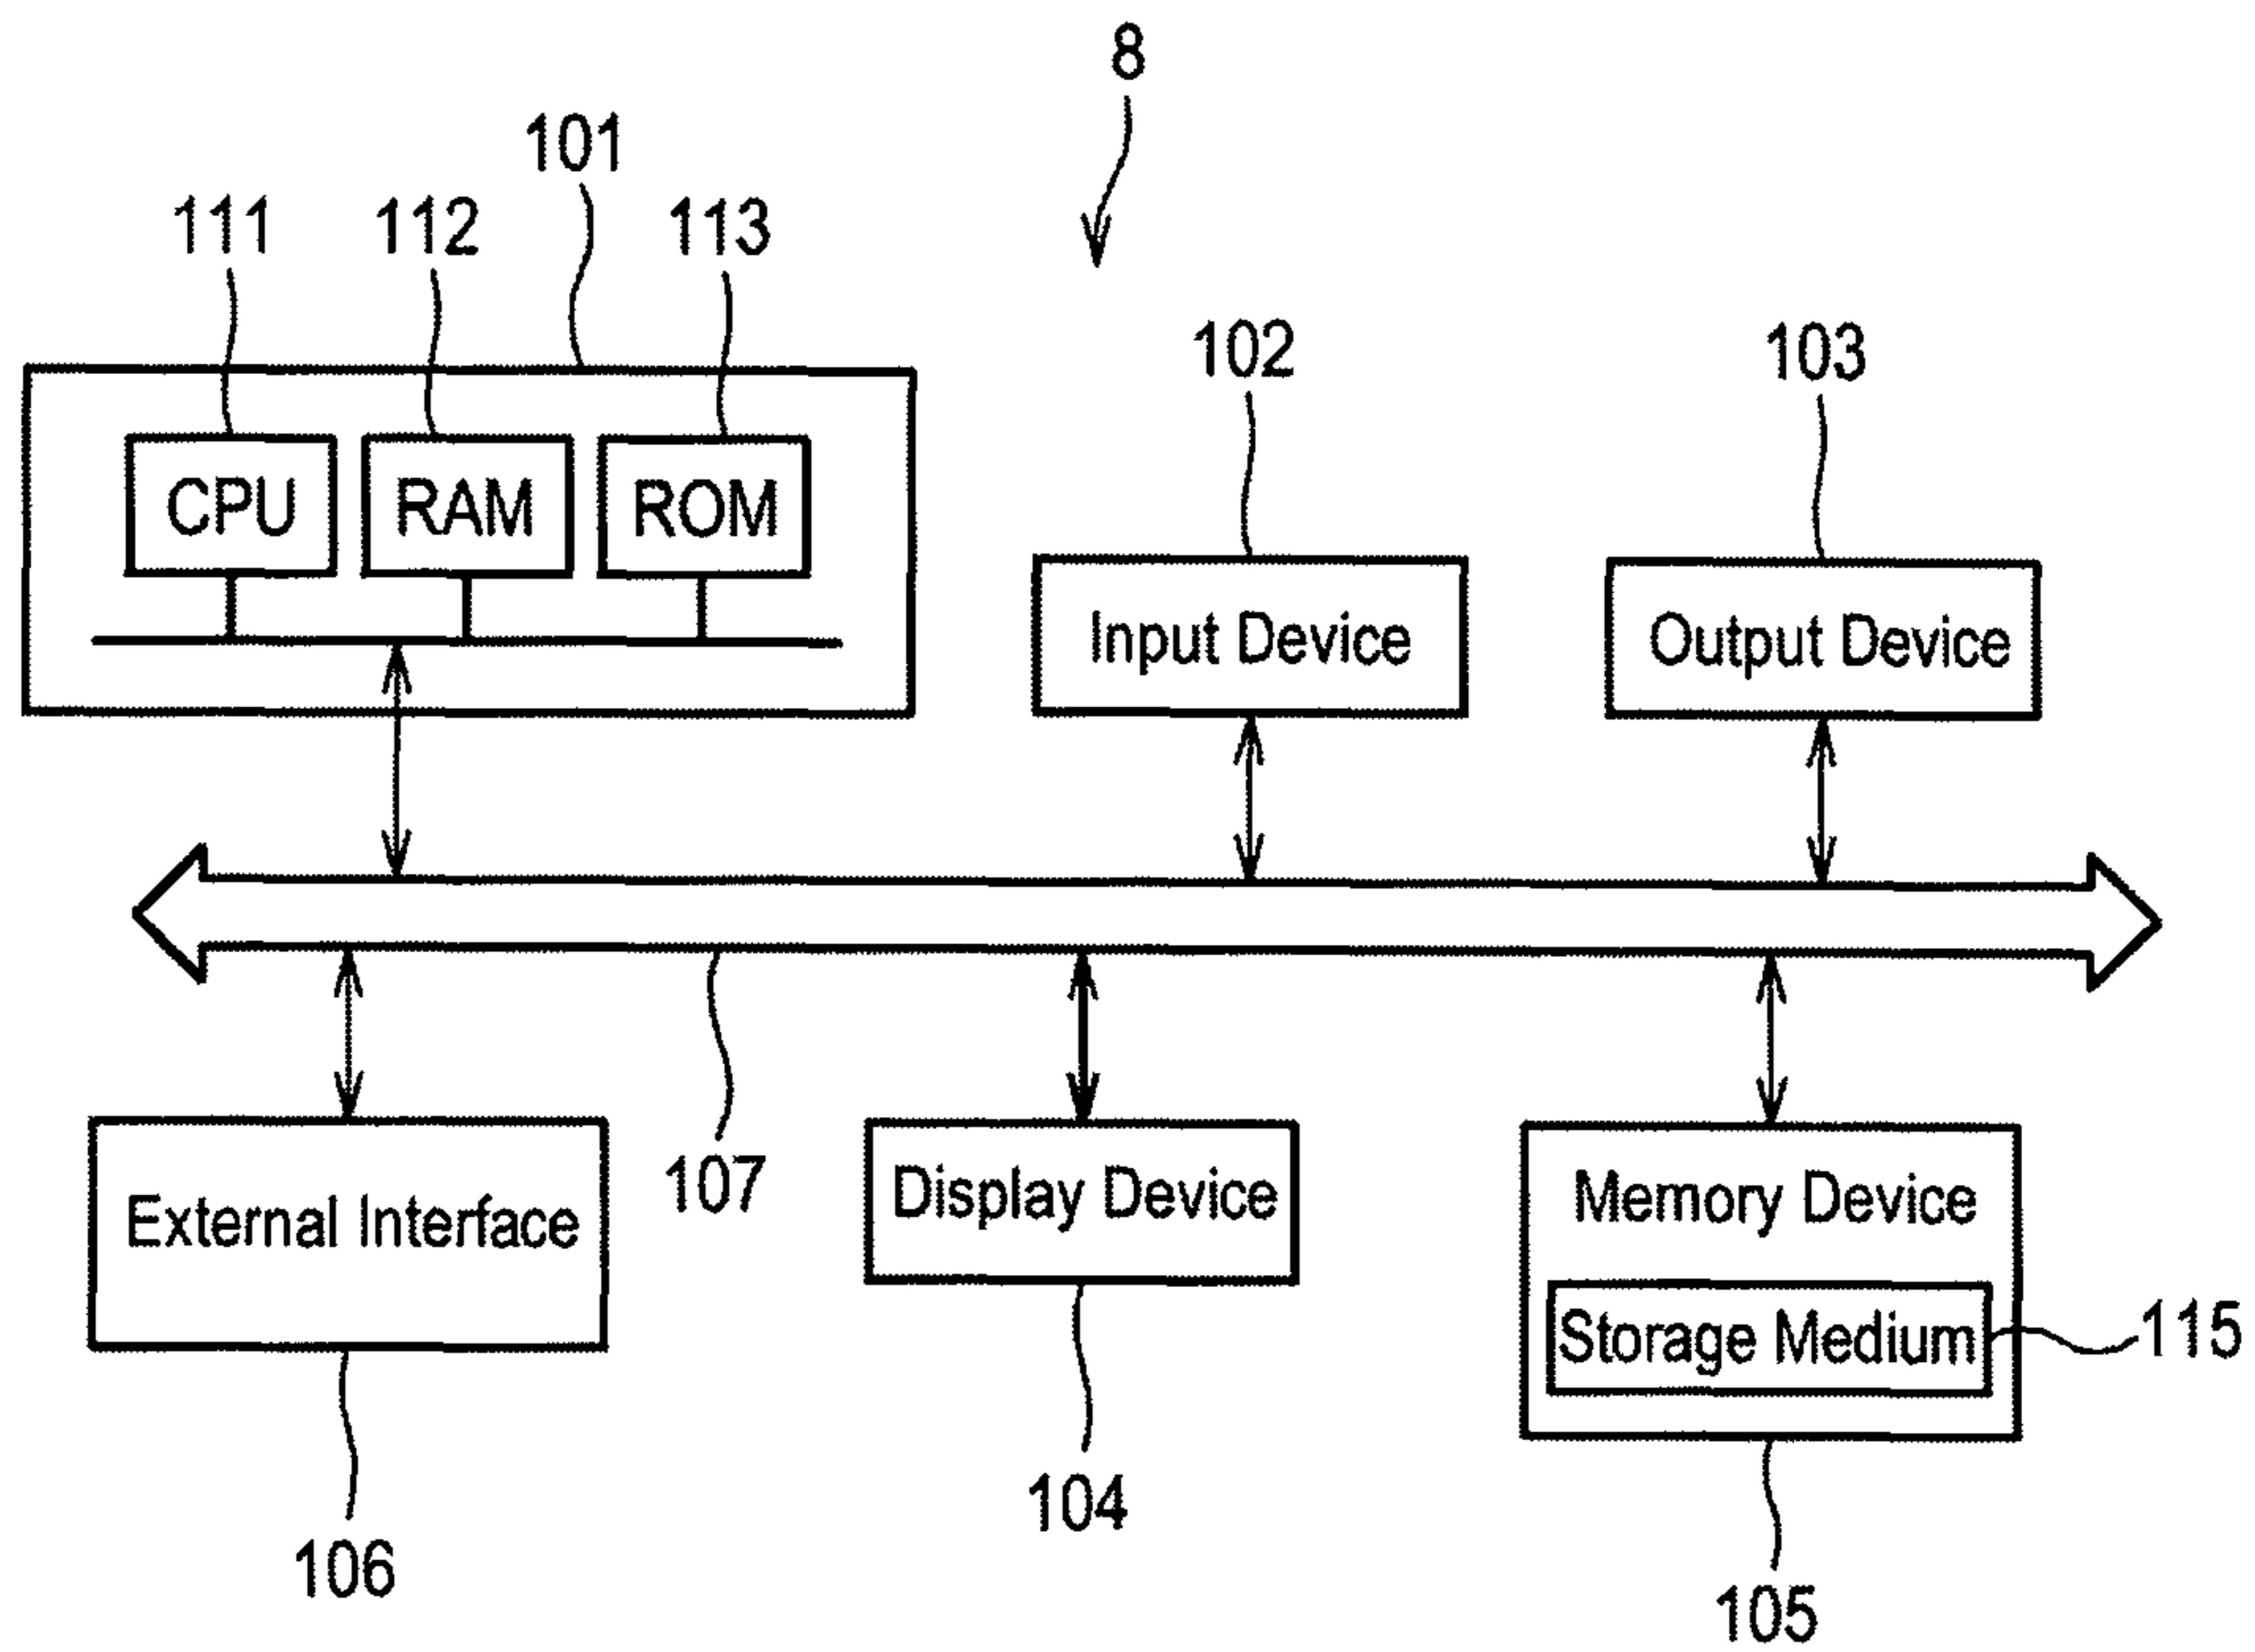 8
101
111 112 113
102 103
CPU RAM ROM
Input Device Output Device
107
External Interface Display Device Memory Device
Storage Medium 115
104
106 105